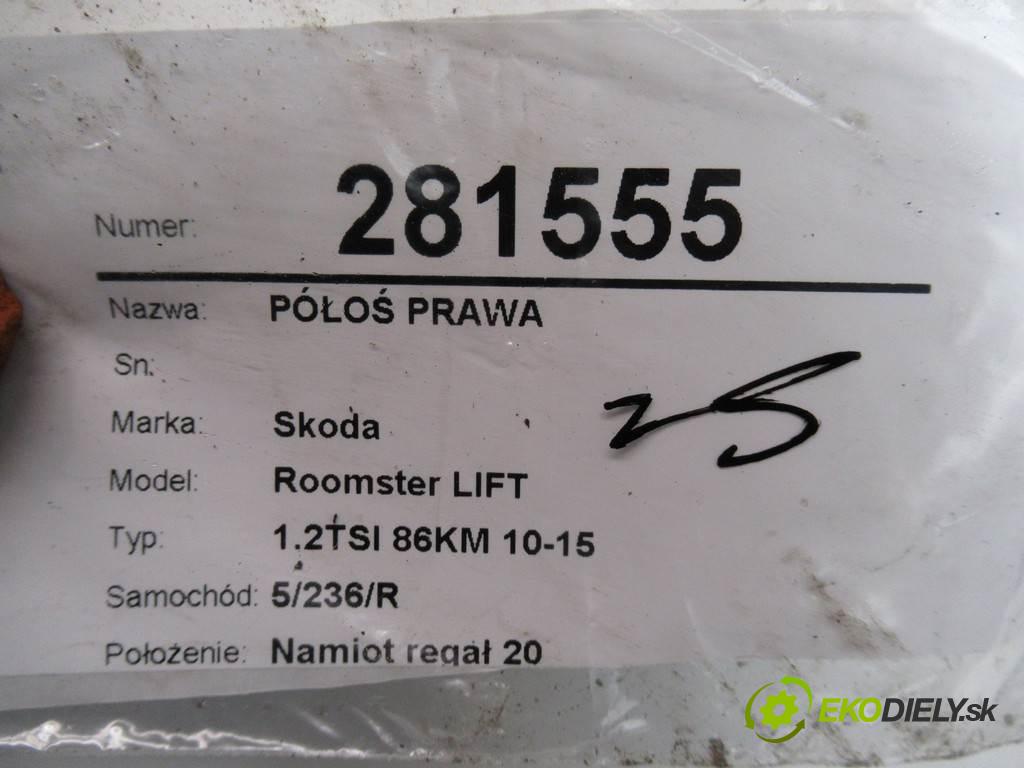 Numer: 281555
Nazwa: PÓŁOŚ PRAWA
Sn:
Marka: Skoda
Model: Roomster LIFT
Typ: 1.2TSI 86KM 10-15
Samochód: 5/236/R
Położenie: Namiot regał 20
EKODIELY.sk